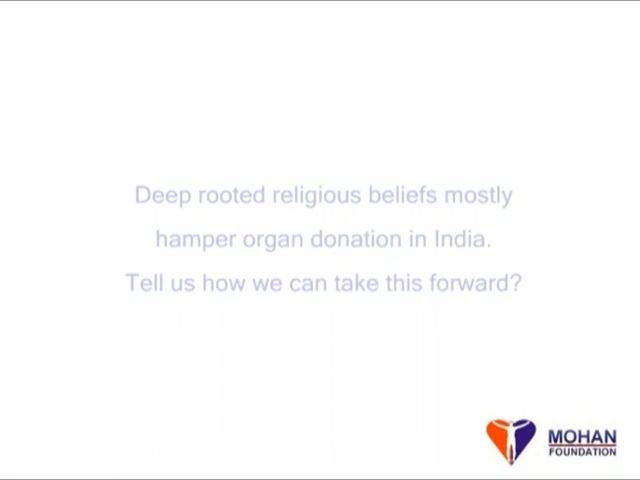 Deep rooted religious beliefs mostly
hamper organ donation in India.
Tell us how we can take this forward?
MOHAN
FOUNDATION